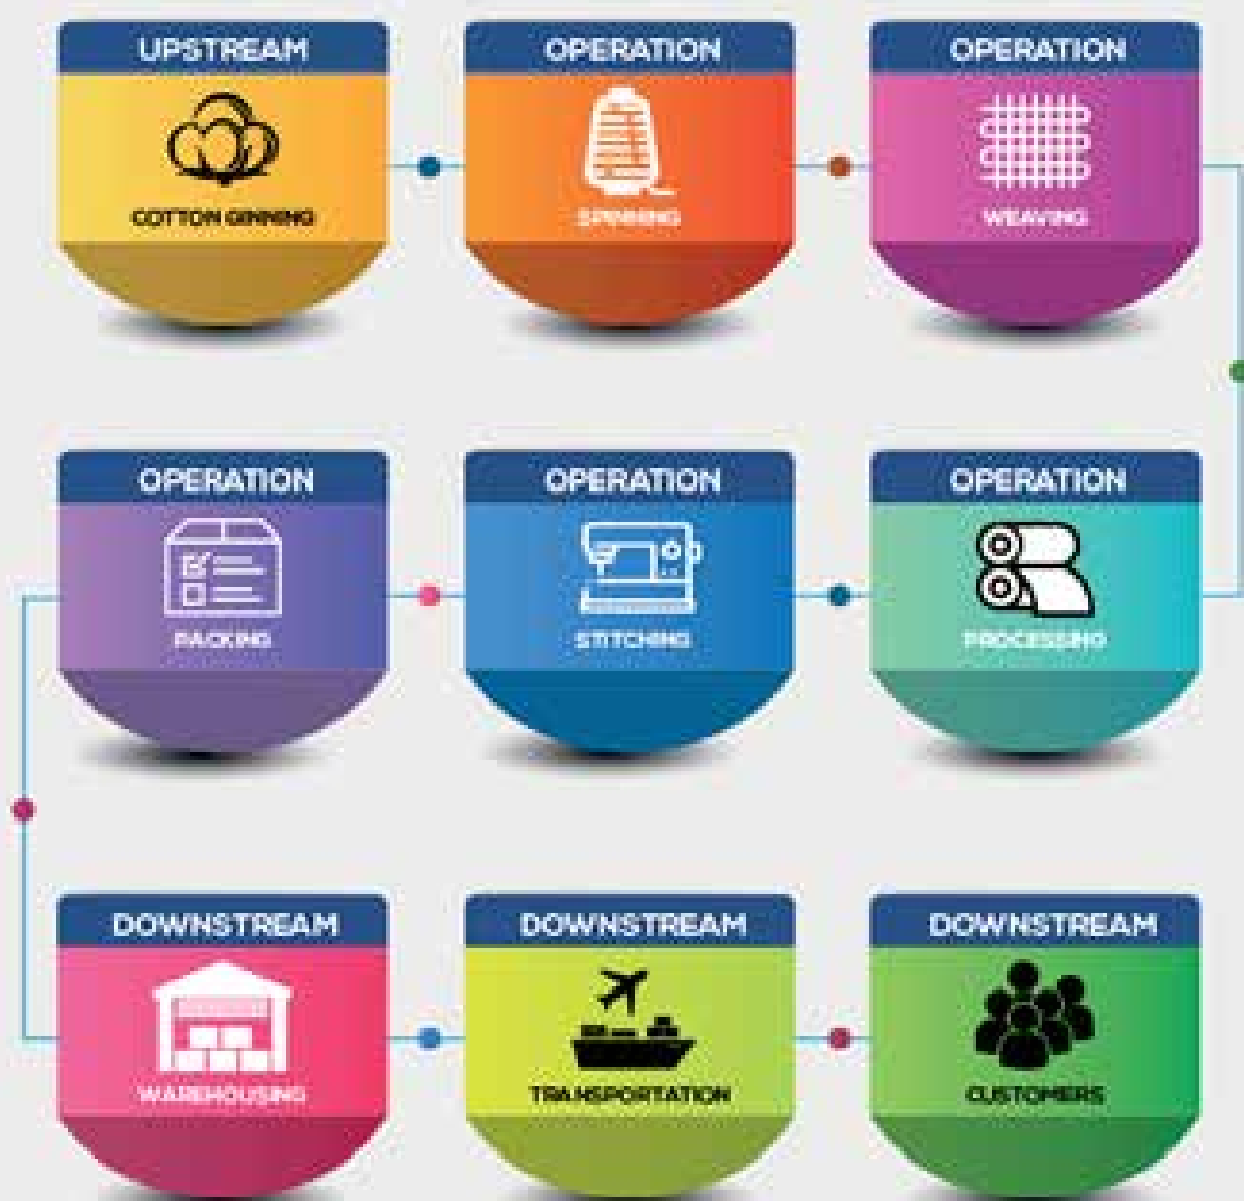 UPSTREAM
COTTON GINNING
OPERATION
SPINNING
OPERATION
WEAVING
OPERATION
PACKING
OPERATION
STITCHING
OPERATION
PROCESSING
DOWNSTREAM
WAREHOUSING
DOWNSTREAM
TRANSPORTATION
DOWNSTREAM
CUSTOMERS